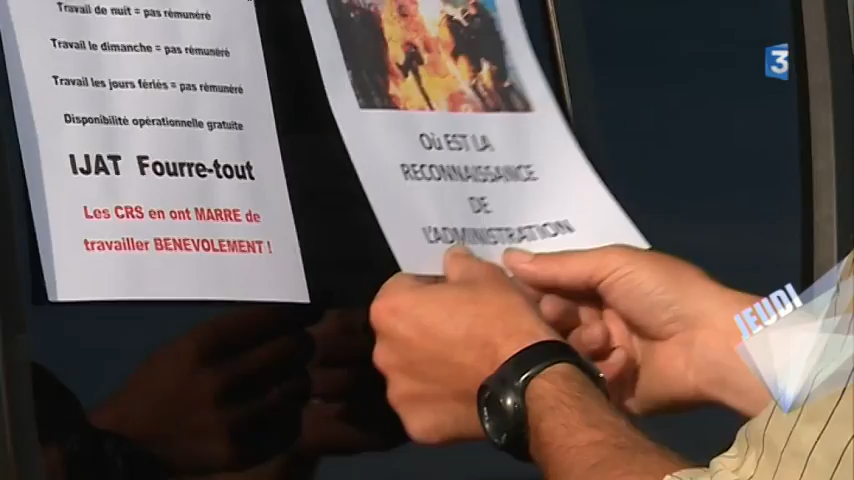 Travail de nuit = pas rémunéré
Travail le dimanche = pas rémunéré
Travail les jours fériés = pas rémunéré
Disponibilité opérationnelle gratuite
IJAT Fourre-tout
Les CRS en ont MARRE de
travailler BENEVOLEMENT !
Où EST LA
RECONNAISSANCE
DE
L'ADMINISTRATION
3
JEUDI